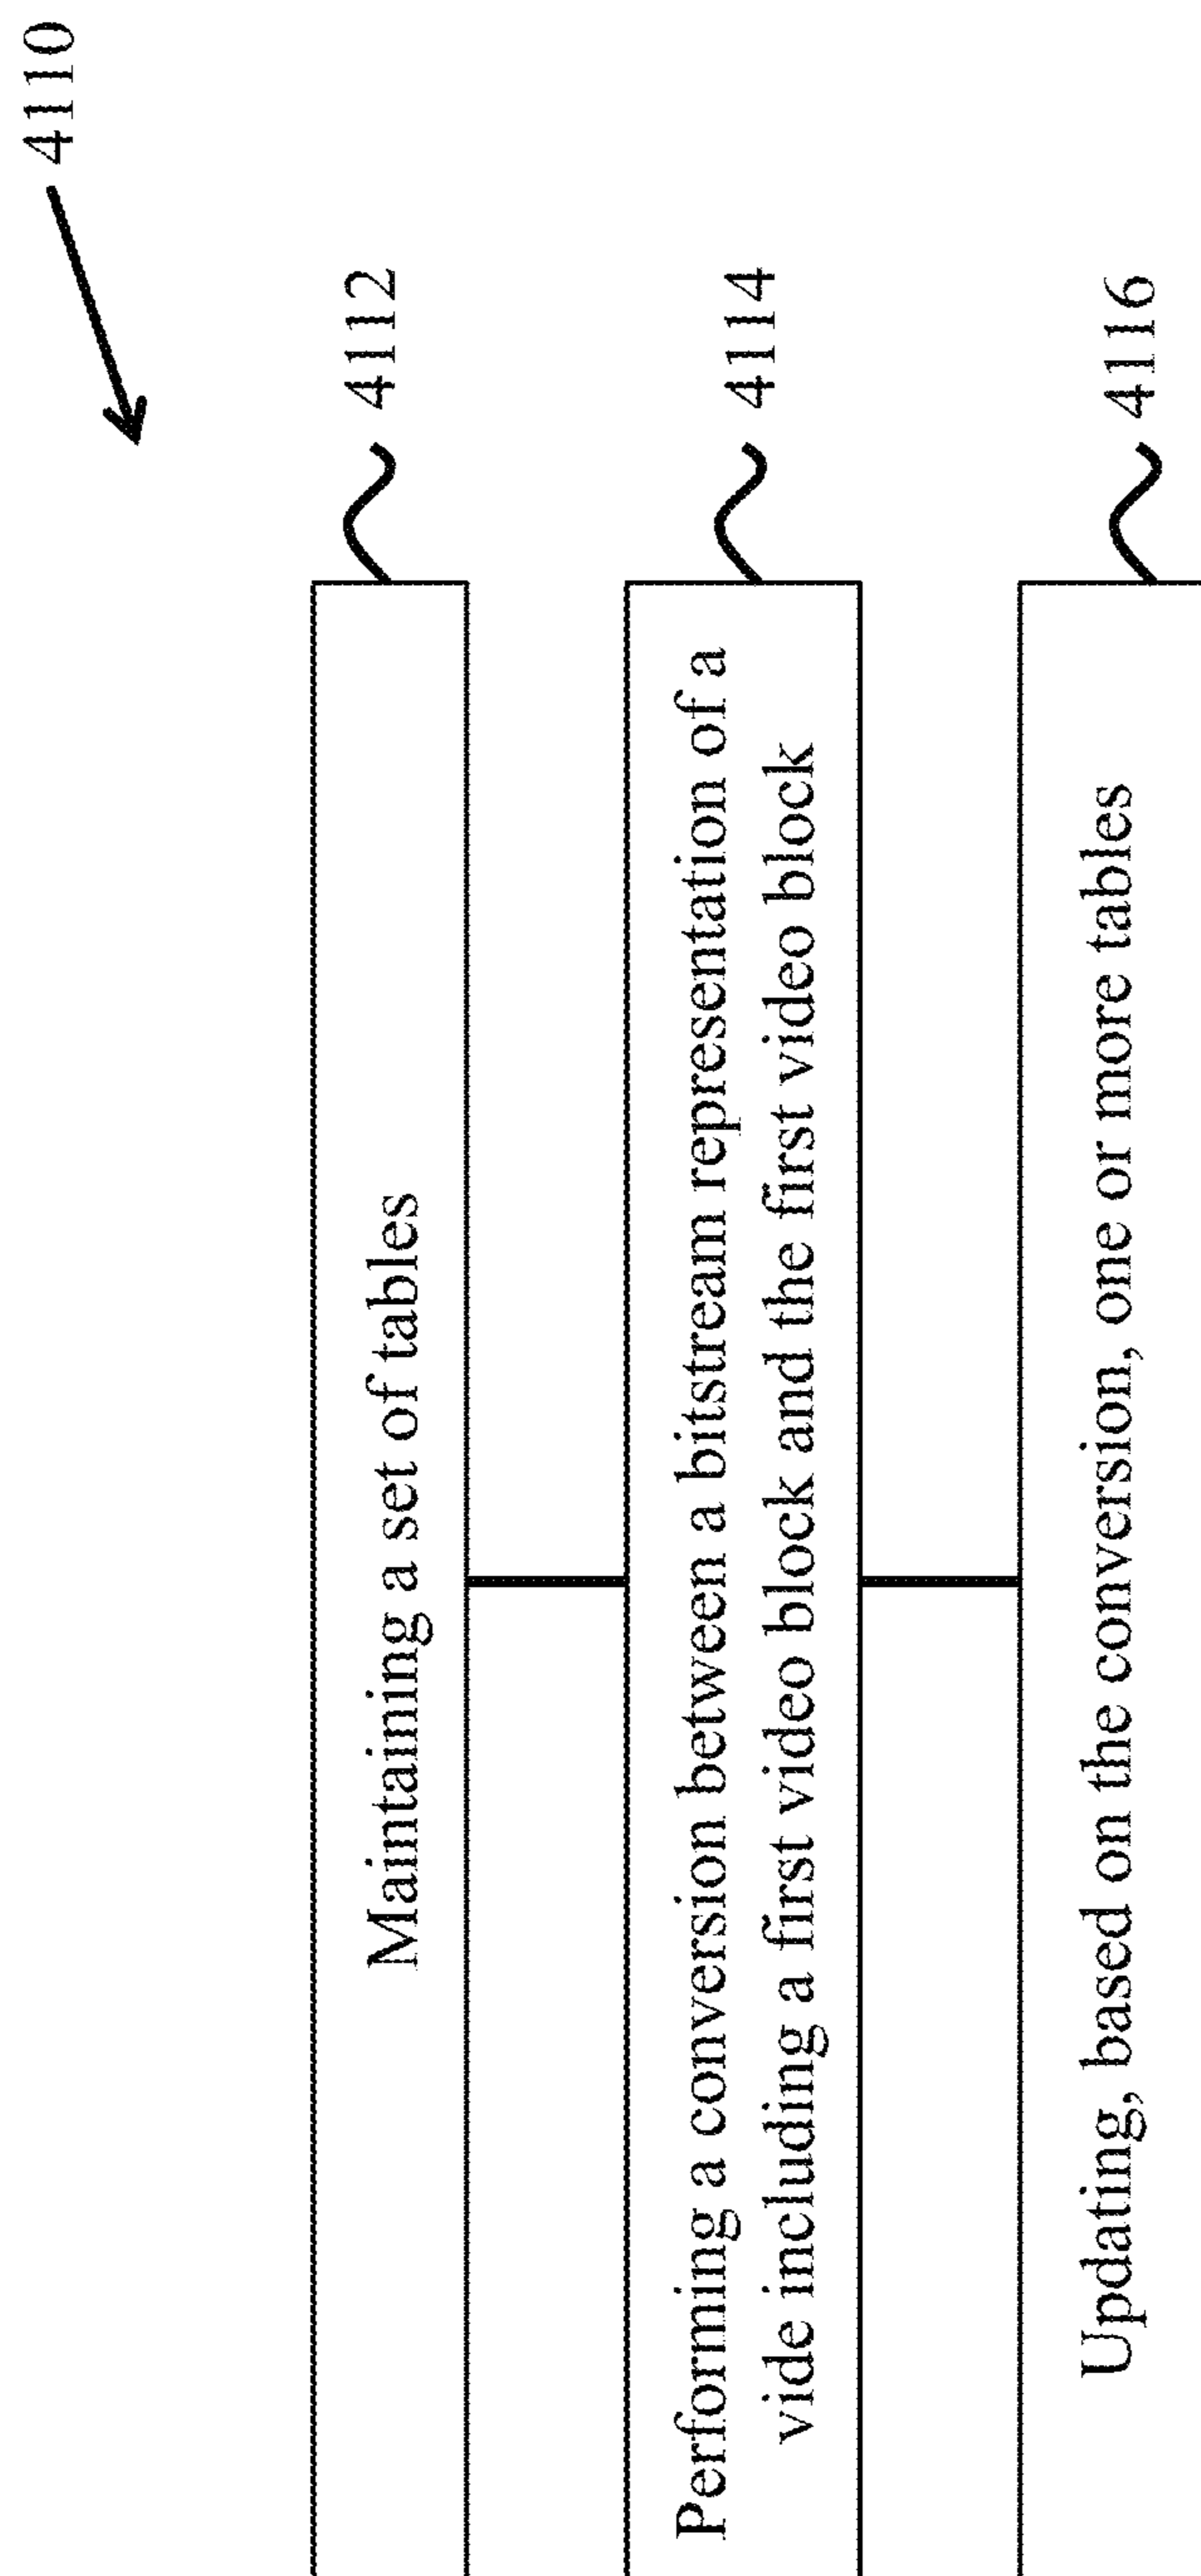 4110
Maintaining a set of tables
4112
Performing a conversion between a bitstream representation of a
vide including a first video block and the first video block
4114
Updating, based on the conversion, one or more tables
4116